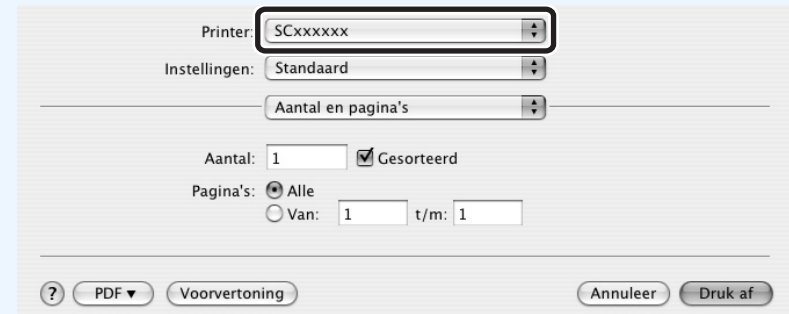 Printer: SCxxxxxx
Instellingen: Standaard
Aantal en pagina's
Aantal: 1 Gesorteerd
Pagina's: Alle
Van: 1 t/m: 1
? PDF▼ Voorvertoning Annuleer Druk af